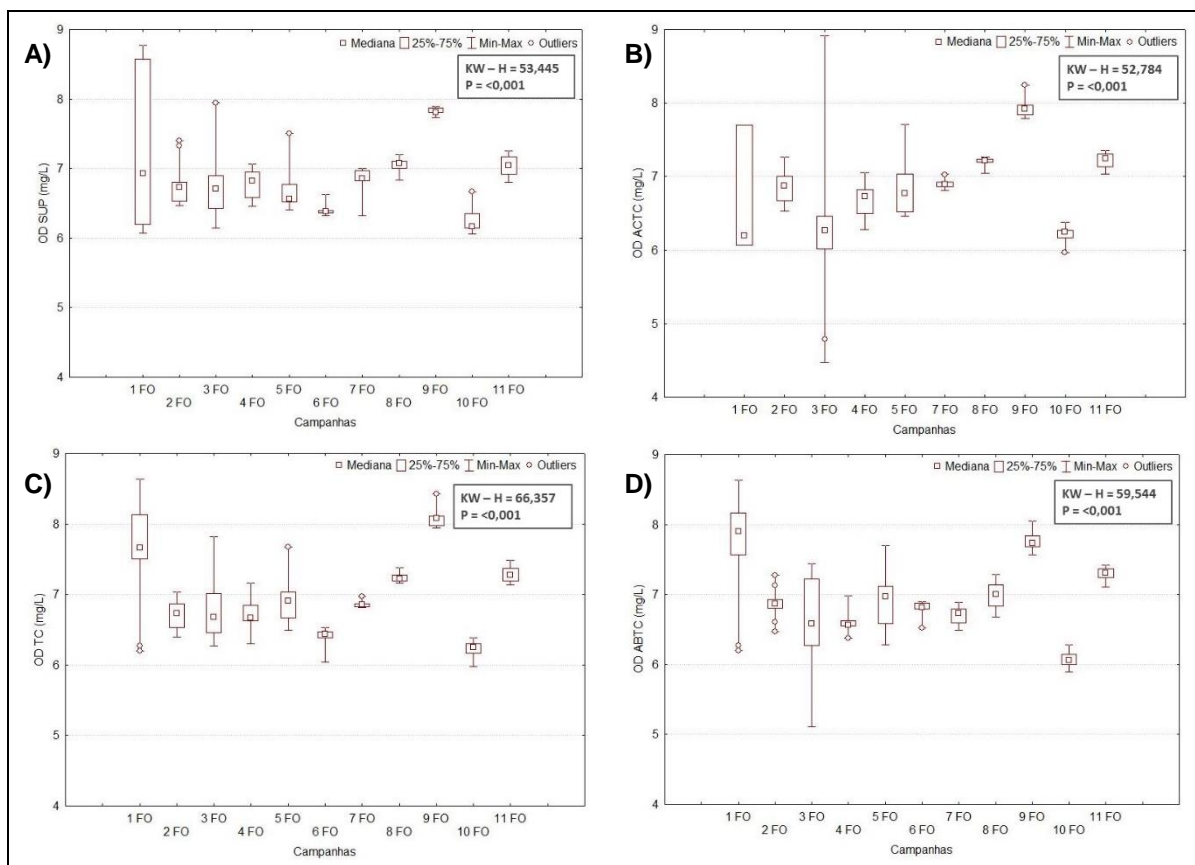 A)
9
8
7
6
5
4
OD SUP (mg/L)
Mediana 25%-75% Min-Max Outliers
KW – H = 53,445
P = <0,001
1 FO 3 FO 5 FO 7 FO 9 FO 11 FO
2 FO 4 FO 6 FO 8 FO 10 FO
Campanhas
B)
9
8
7
6
5
4
OD ACTC (mg/L)
Mediana 25%-75% Min-Max Outliers
KW – H = 52,784
P = <0,001
1 FO 3 FO 5 FO 8 FO 10 FO
2 FO 4 FO 7 FO 9 FO 11 FO
Campanhas
C)
9
8
7
6
5
4
OD TC (mg/L)
Mediana 25%-75% Min-Max Outliers
KW – H = 66,357
P = <0,001
1 FO 3 FO 5 FO 7 FO 9 FO 11 FO
2 FO 4 FO 6 FO 8 FO 10 FO
Campanhas
D)
9
8
7
6
5
4
OD ABTC (mg/L)
Mediana 25%-75% Min-Max Outliers
KW – H = 59,544
P = <0,001
1 FO 3 FO 5 FO 7 FO 9 FO 11 FO
2 FO 4 FO 6 FO 8 FO 10 FO
Campanhas